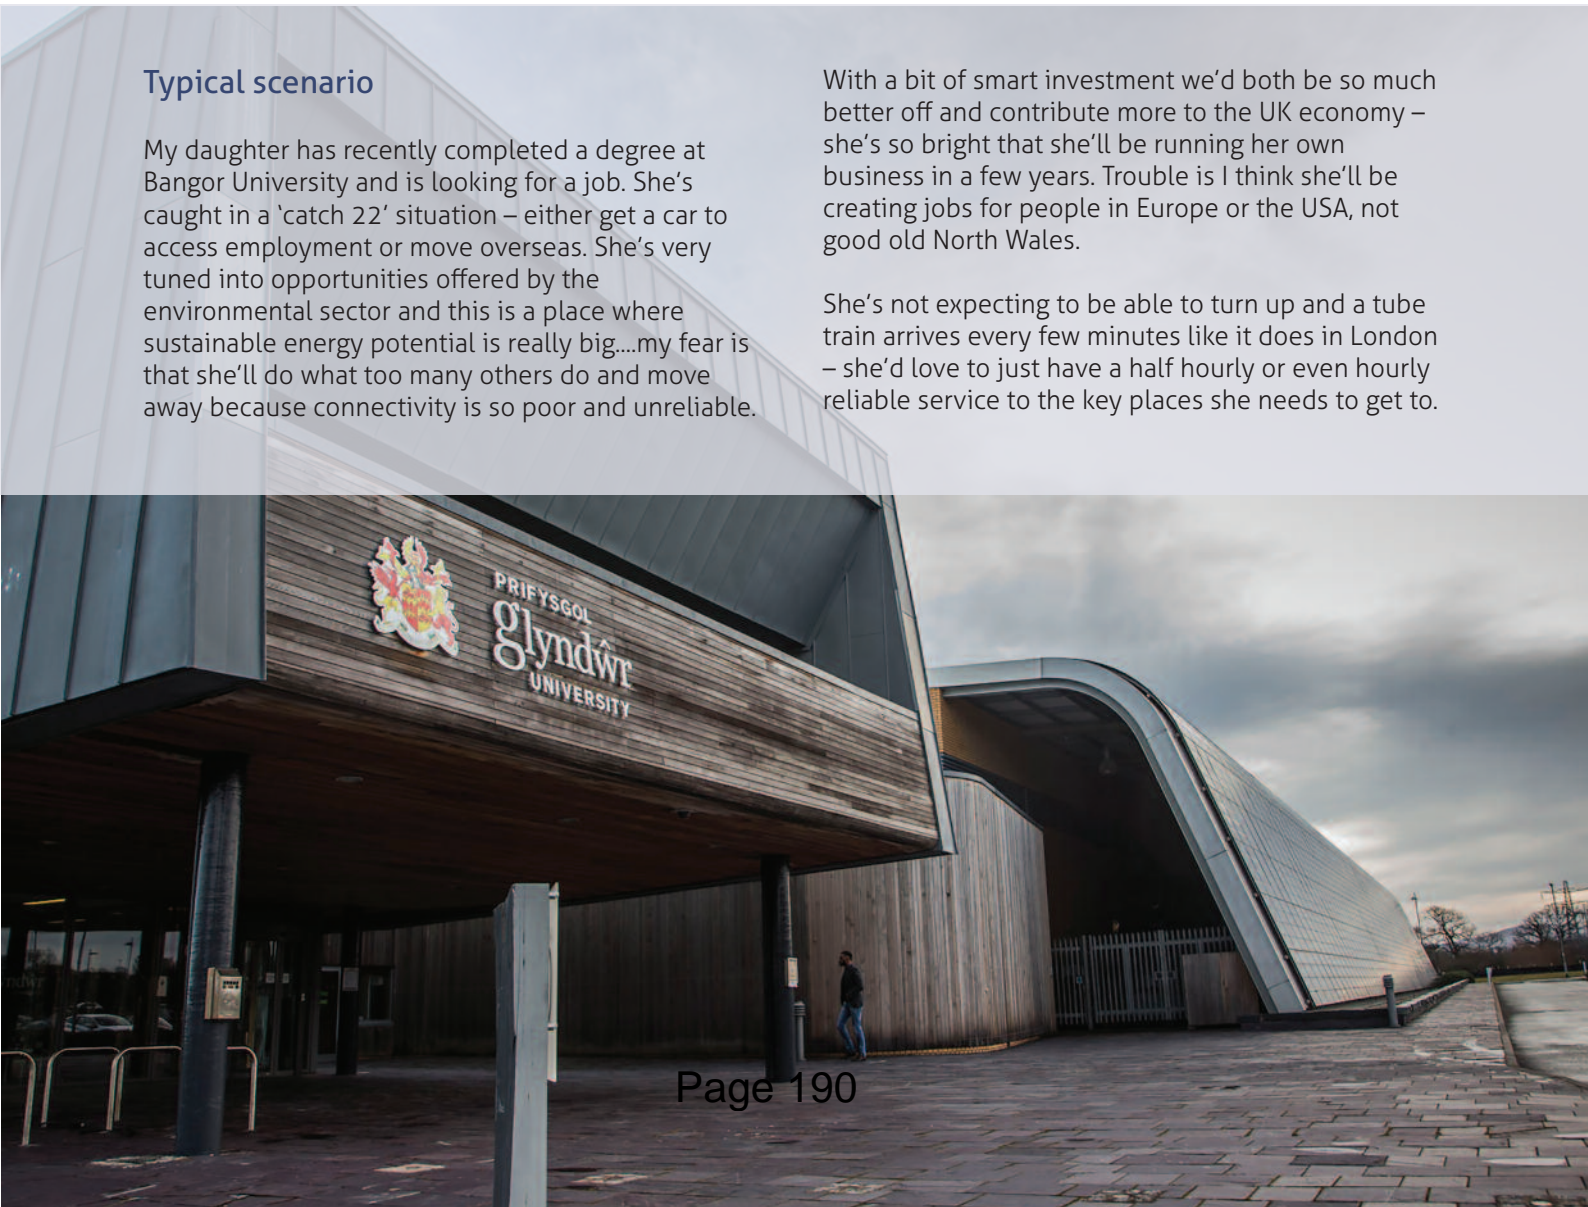 Typical scenario
My daughter has recently completed a degree at
Bangor University and is looking for a job. She’s
caught in a ‘catch 22’ situation – either get a car to
access employment or move overseas. She’s very
tuned into opportunities offered by the
environmental sector and this is a place where
sustainable energy potential is really big....my fear is
that she’ll do what too many others do and move
away because connectivity is so poor and unreliable.
With a bit of smart investment we’d both be so much
better off and contribute more to the UK economy –
she’s so bright that she’ll be running her own
business in a few years. Trouble is I think she’ll be
creating jobs for people in Europe or the USA, not
good old North Wales.
She’s not expecting to be able to turn up and a tube
train arrives every few minutes like it does in London
– she’d love to just have a half hourly or even hourly
reliable service to the key places she needs to get to.
PRIFYSGOL
glyndŵr
UNIVERSITY
Page 190